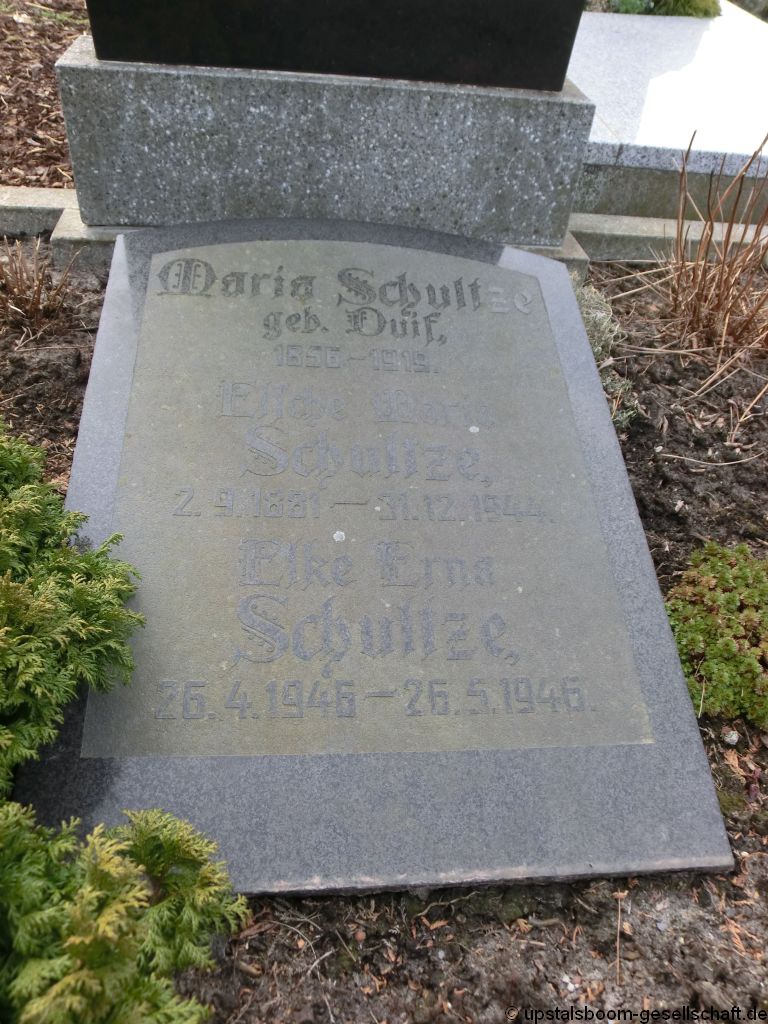 Maria Schultze
geb. Duif,
1856 – 1919.
Elsche Maria
Schultze,
2. 9. 1881 – 31. 12. 1944.
Elke Erna
Schultze,
26. 4. 1946 – 26. 5. 1946.
© upstalsboom-gesellschaft.de